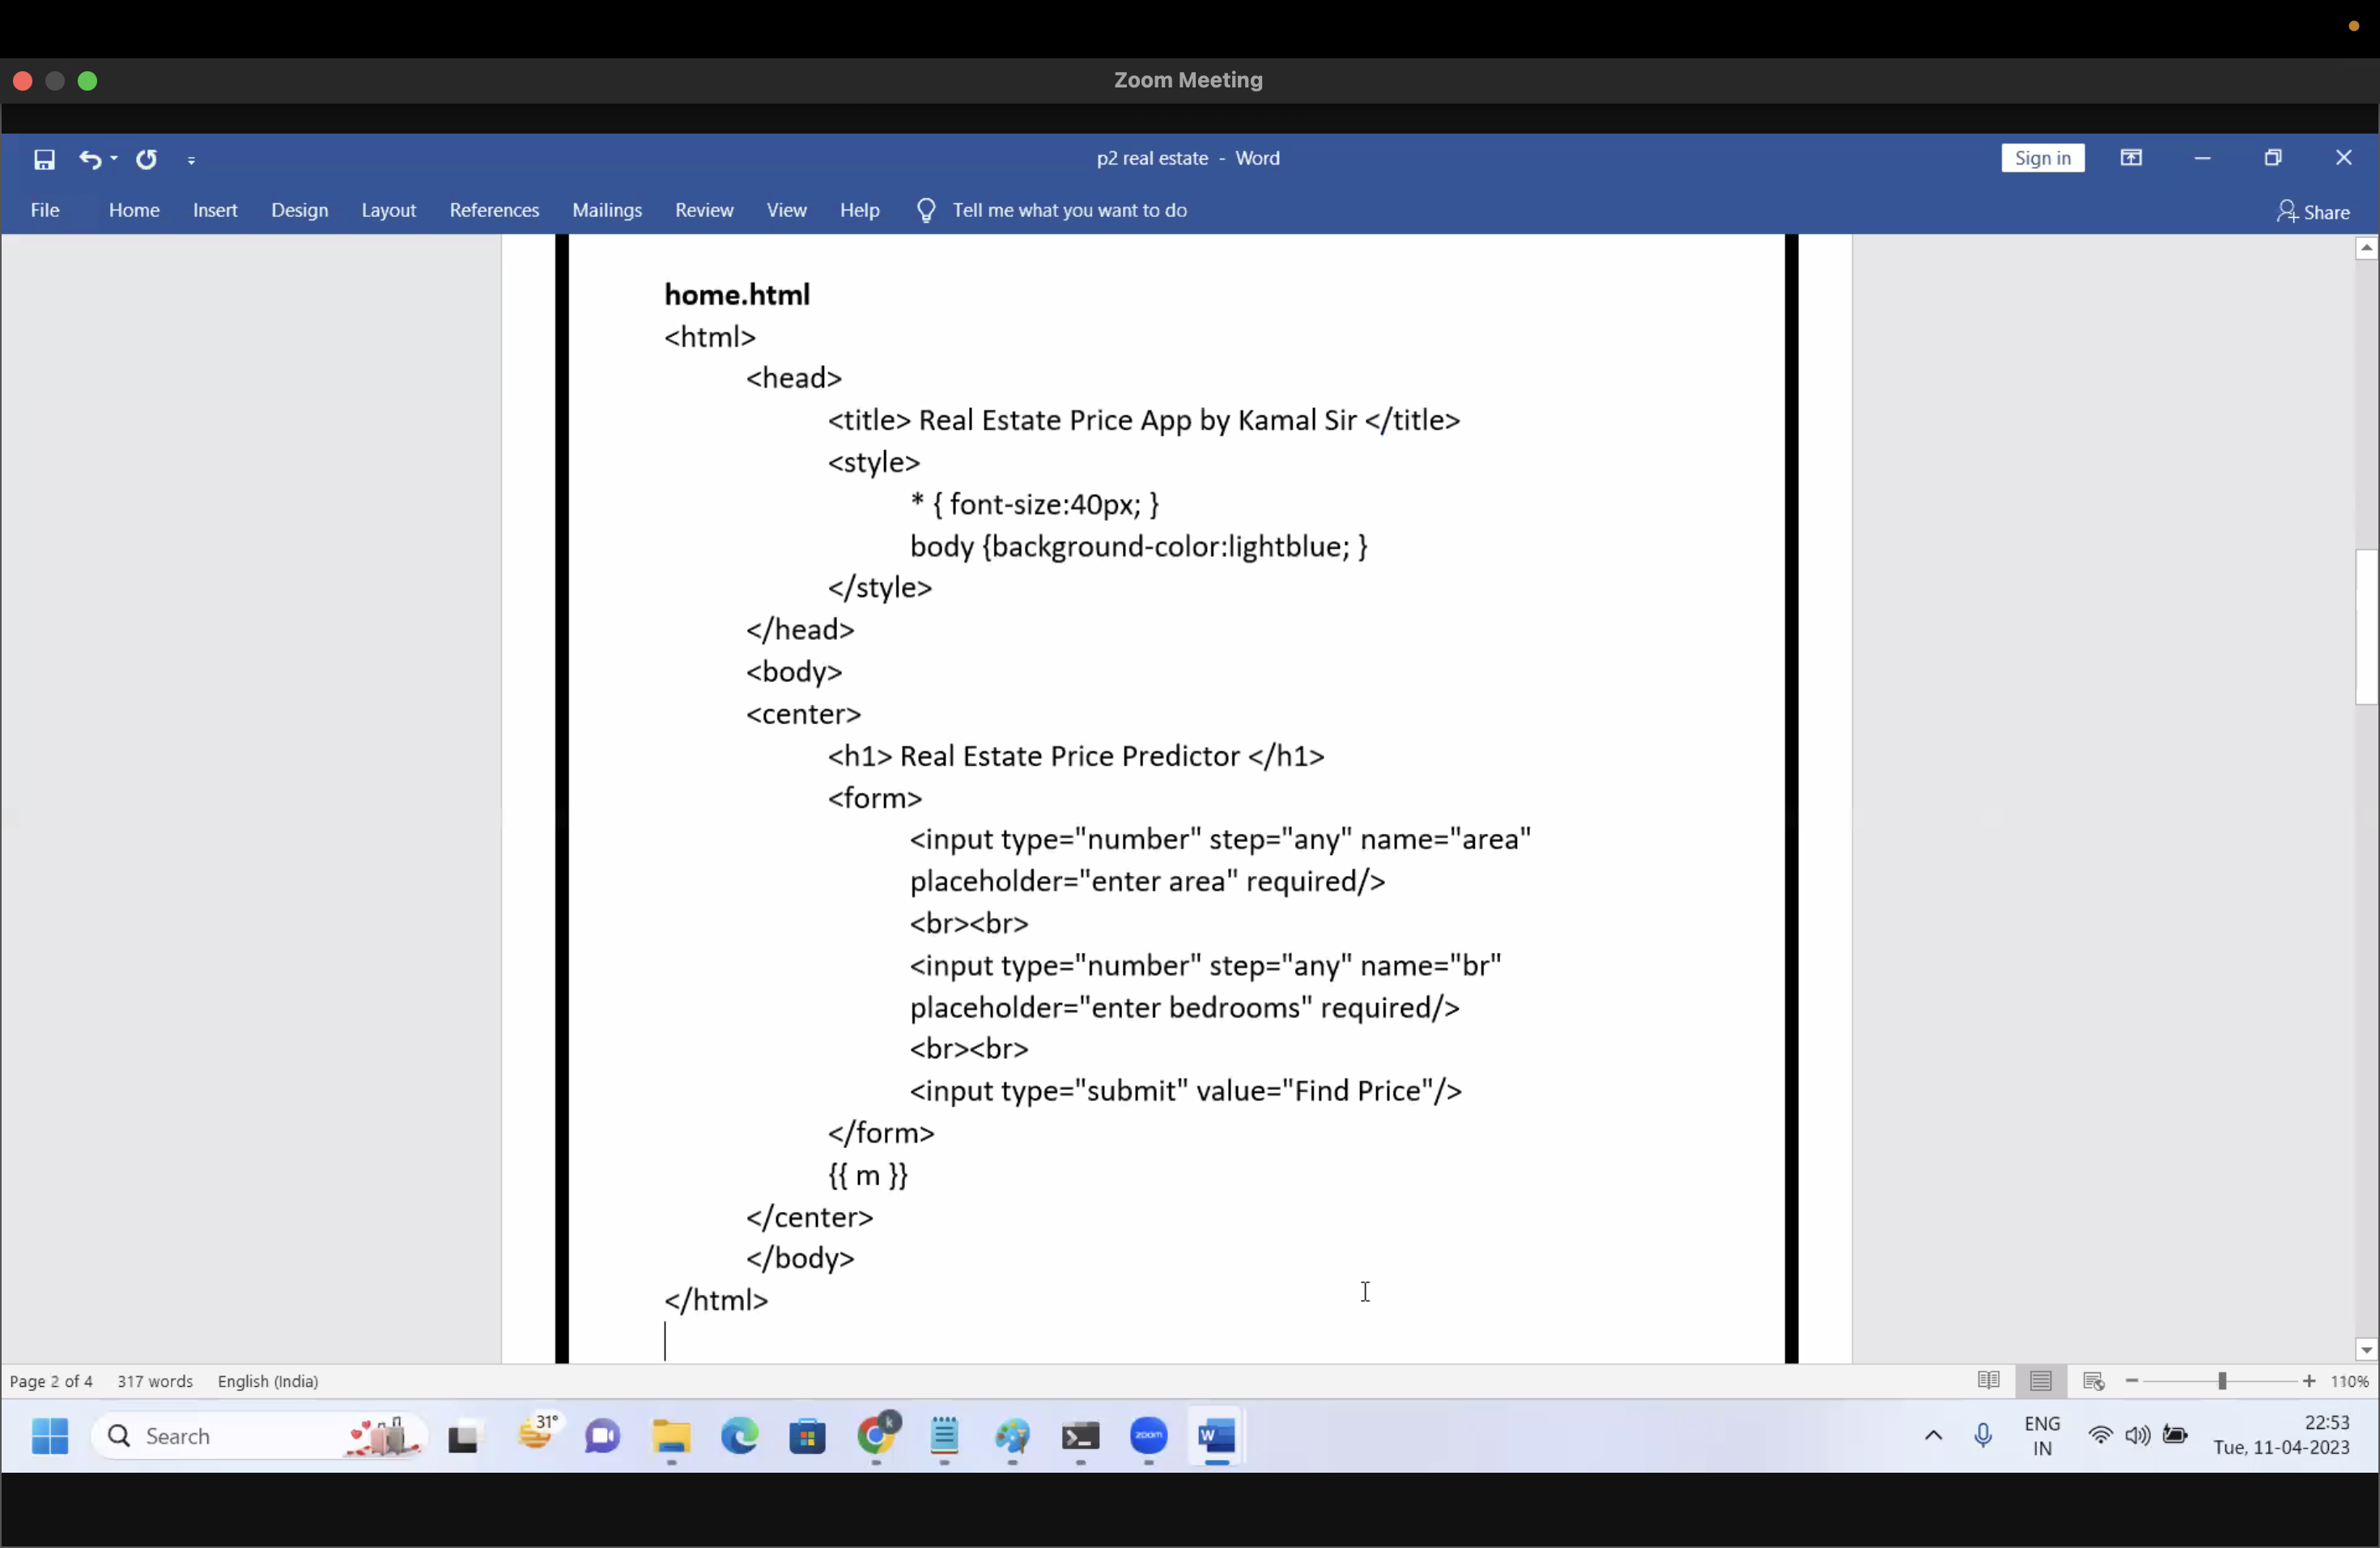 Zoom Meeting
p2 real estate - Word
Sign in
File Home Insert Design Layout References Mailings Review View Help Tell me what you want to do
Share
home.html
<html>
<head>
<title> Real Estate Price App by Kamal Sir </title>
<style>
* { font-size:40px; }
body {background-color:lightblue; }
</style>
</head>
<body>
<center>
<h1> Real Estate Price Predictor </h1>
<form>
<input type="number" step="any" name="area"
placeholder="enter area" required/>
<br><br>
<input type="number" step="any" name="br"
placeholder="enter bedrooms" required/>
<br><br>
<input type="submit" value="Find Price"/>
</form>
{{ m }}
</center>
</body>
</html>
Page 2 of 4 317 words English (India)
110%
Search
31°
k
zoom
W
ENG
IN
22:53
Tue, 11-04-2023